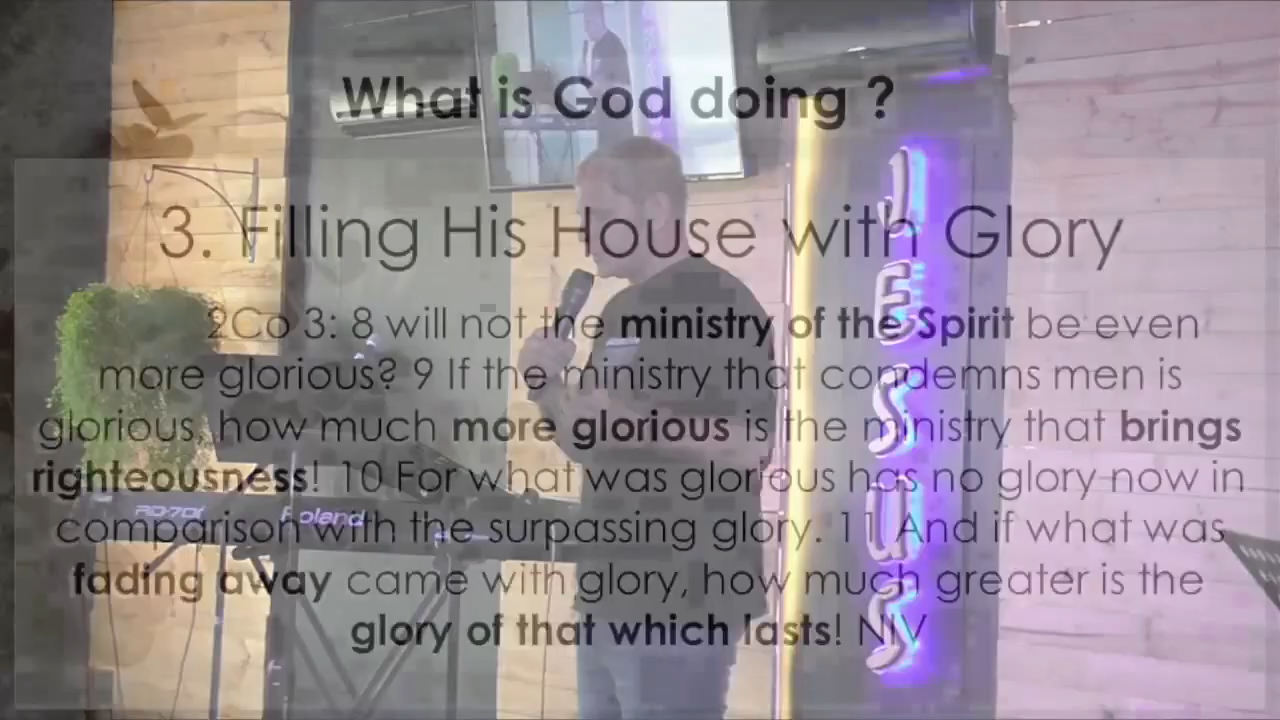 What is God doing ?
3. Filling His House with Glory
2Co 3: 8 will not the ministry of the Spirit be even
more glorious? 9 If the ministry that condemns men is
glorious, how much more glorious is the ministry that brings
righteousness! 10 For what was glorious has no glory now in
comparison with the surpassing glory. 11 And if what was
fading away came with glory, how much greater is the
glory of that which lasts! NIV
JESUS
Roland